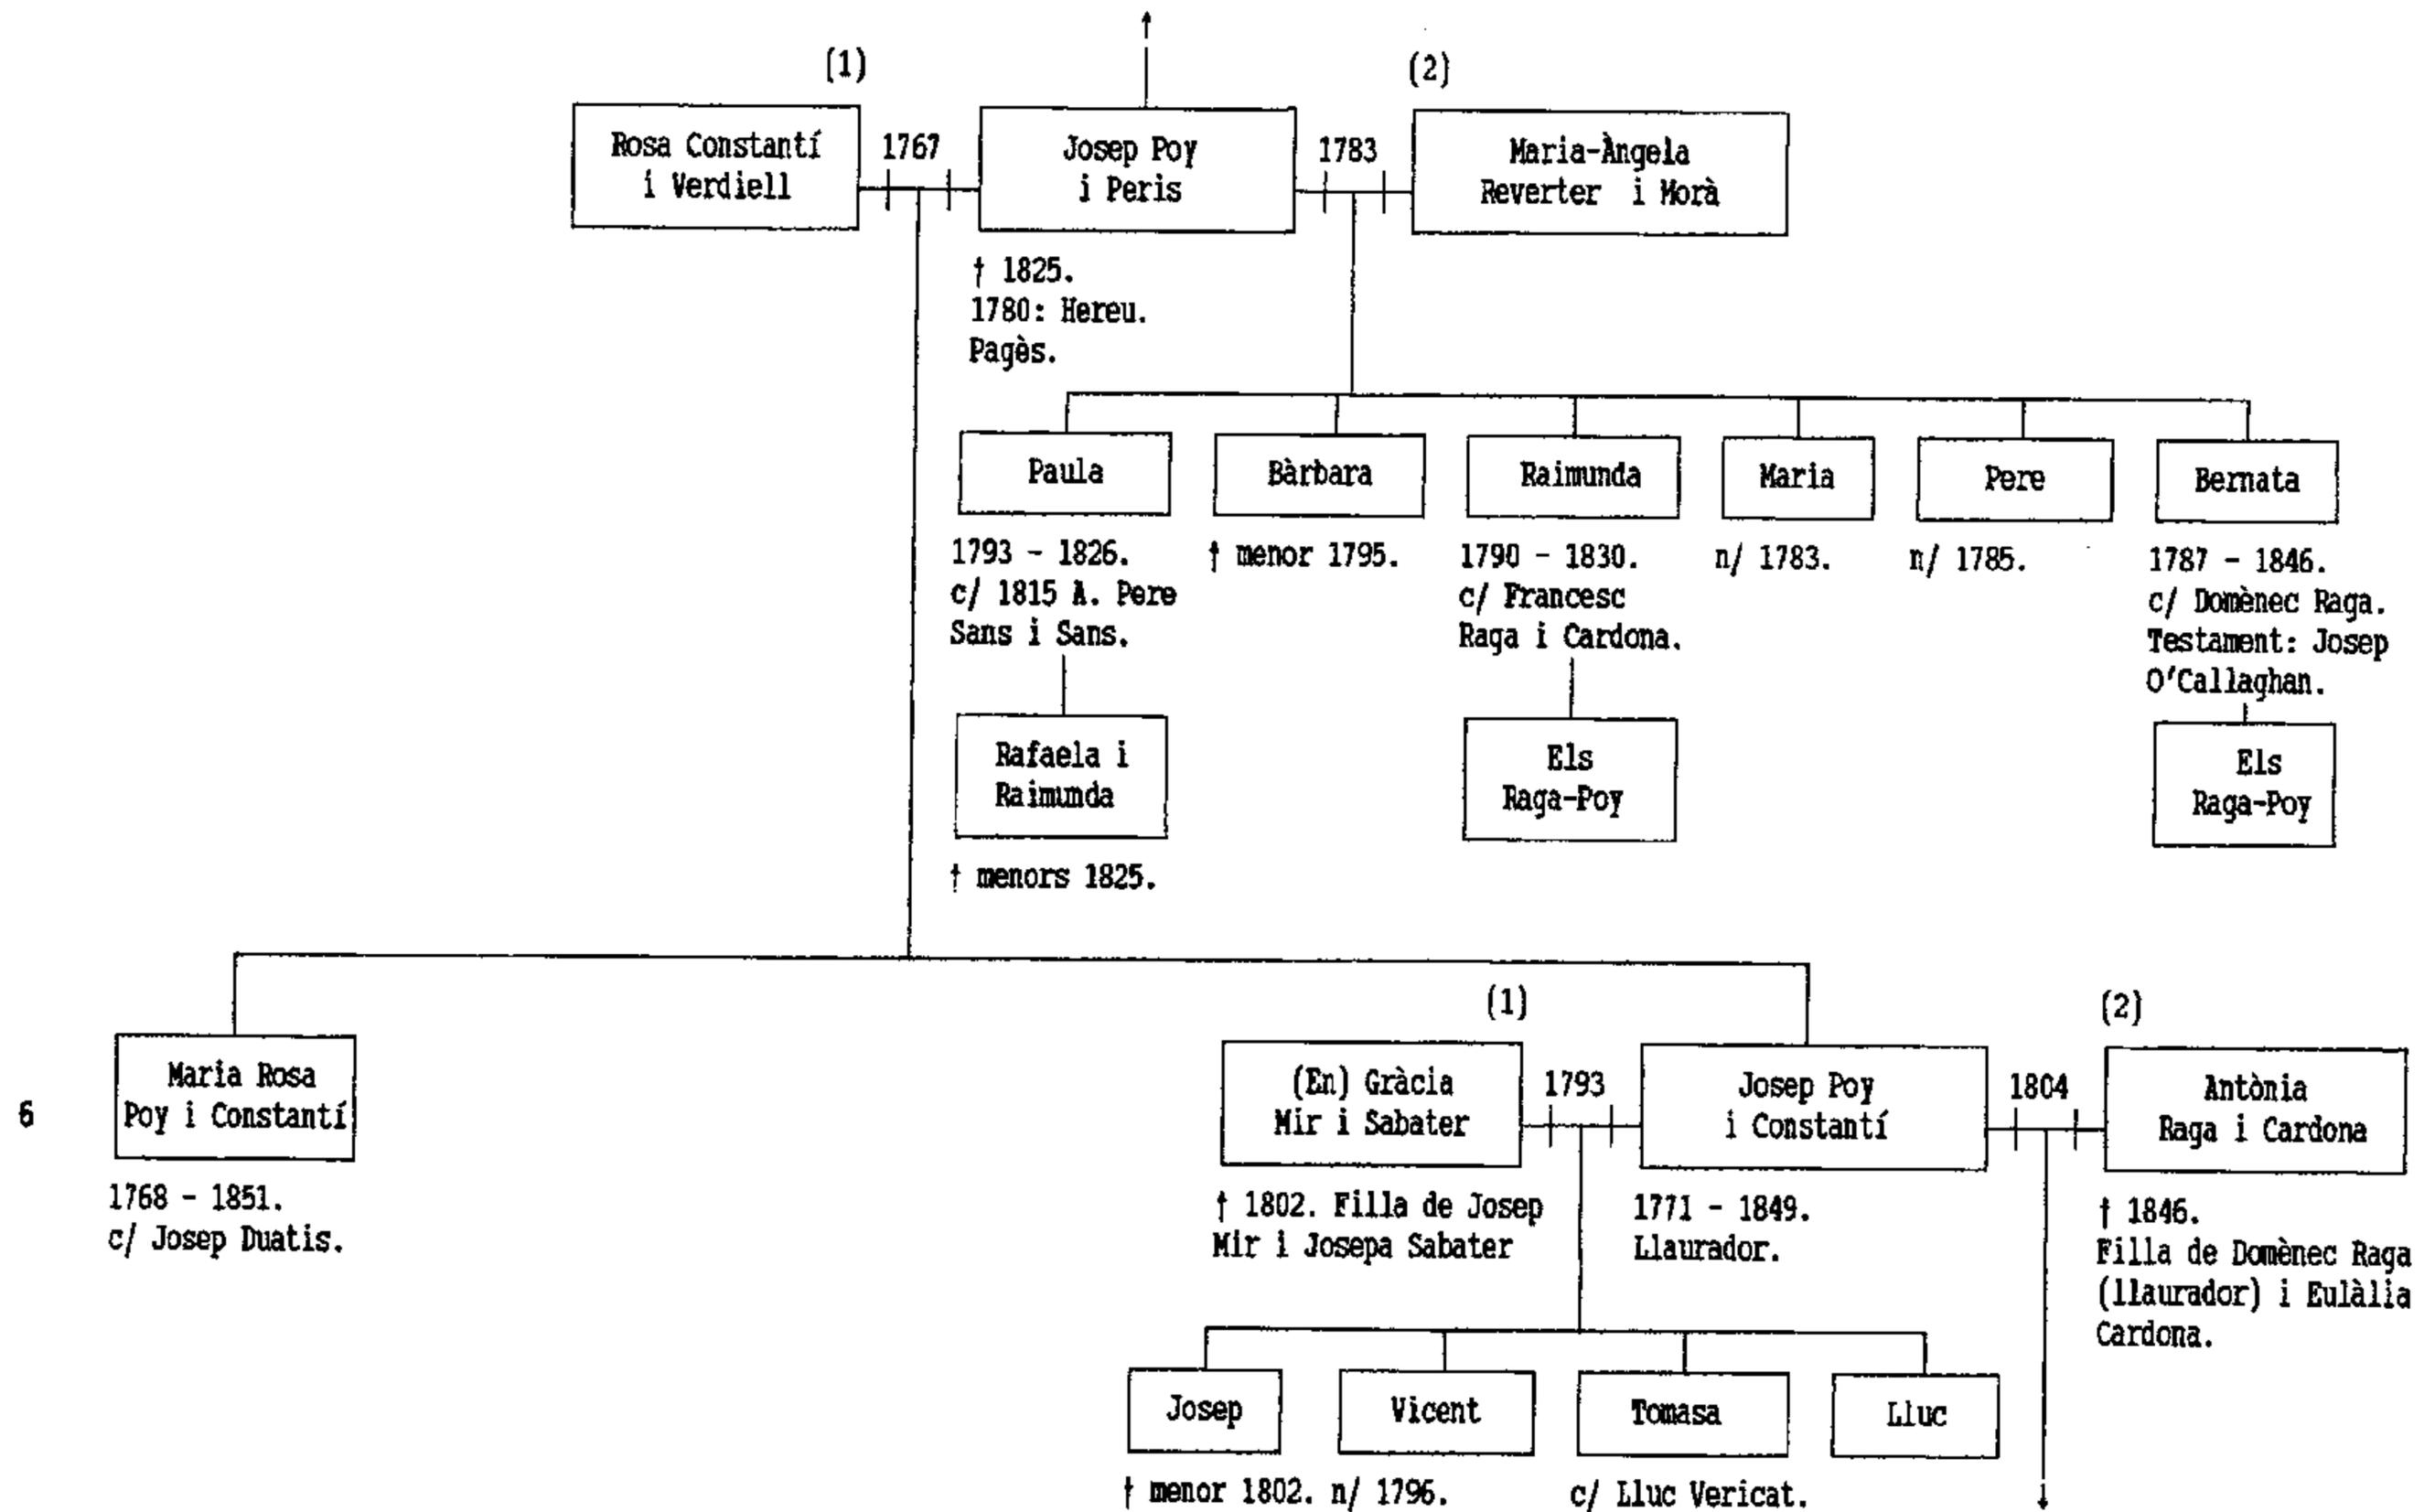 (1)
(2)
Rosa Constantí
i Verdiell
1767
Josep Poy
i Peris
1783
Maria-Àngela
Reverter i Morà
† 1825.
1780: Hereu.
Pagès.
Paula
Bàrbara
Raimunda
Maria
Pere
Bernata
1793 - 1826.
c/ 1815 A. Pere
Sans i Sans.
† menor 1795.
1790 - 1830.
c/ Francesc
Raga i Cardona.
n/ 1783.
n/ 1785.
1787 - 1846.
c/ Domènec Raga.
Testament: Josep
O'Callaghan.
Rafaela i
Raimunda
Els
Raga-Poy
Els
Raga-Poy
† menors 1825.
(1)
(2)
6
Maria Rosa
Poy i Constantí
(En) Gràcia
Mir i Sabater
1793
Josep Poy
i Constantí
1804
Antònia
Raga i Cardona
1768 - 1851.
c/ Josep Duatis.
† 1802. Filla de Josep
Mir i Josepa Sabater
1771 - 1849.
Llaurador.
† 1846.
Filla de Domènec Raga
(llaurador) i Eulàlia
Cardona.
Josep
Vicent
Tomasa
Lluc
† menor 1802.
n/ 1796.
c/ Lluc Vericat.